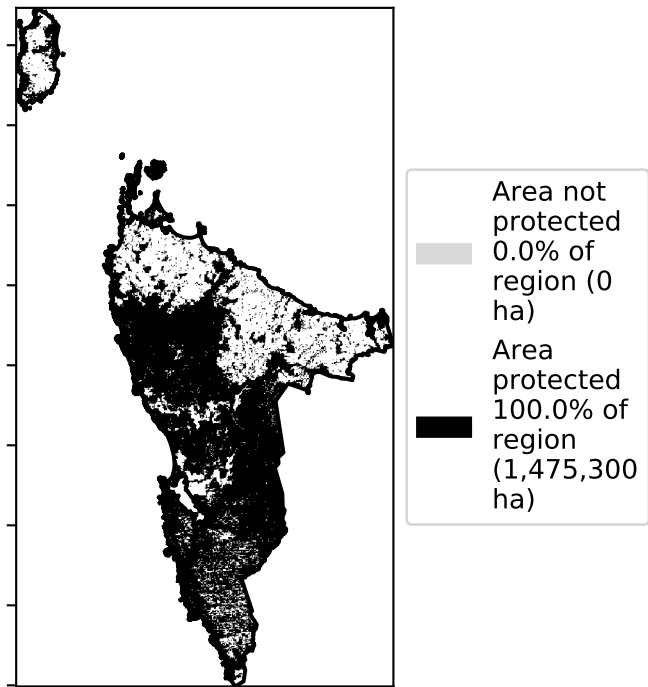 Area not
protected
0.0% of
region (0
ha)
Area
protected
100.0% of
region
(1,475,300
ha)